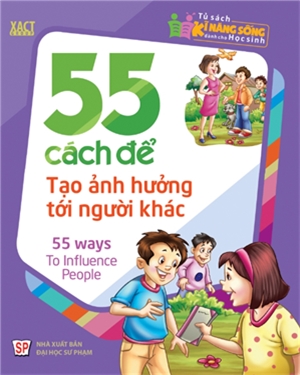 XACT
Tủ sách
KĨ NĂNG SỐNG
dành cho Học sinh
55
cách để
Tạo ảnh hưởng
tới người khác
55 ways
To Influence
People
SP
NHÀ XUẤT BẢN
ĐẠI HỌC SƯ PHẠM